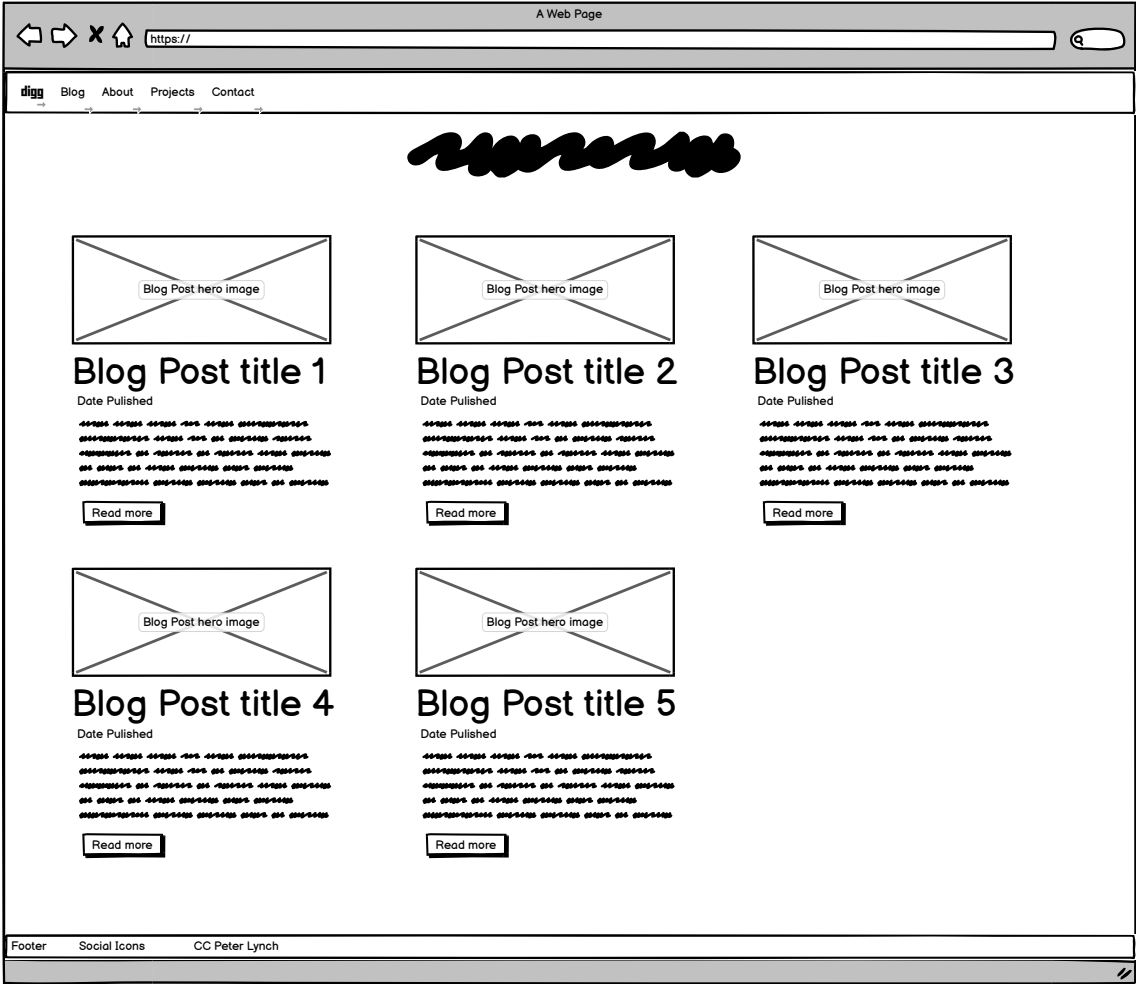 A Web Page
https://
digg Blog About Projects Contact
Blog Post hero image Blog Post hero image Blog Post hero image
Blog Post title 1 Blog Post title 2 Blog Post title 3
Date Pulished Date Pulished Date Pulished
Read more Read more Read more
Blog Post hero image Blog Post hero image
Blog Post title 4 Blog Post title 5
Date Pulished Date Pulished
Read more Read more
Footer Social Icons CC Peter Lynch